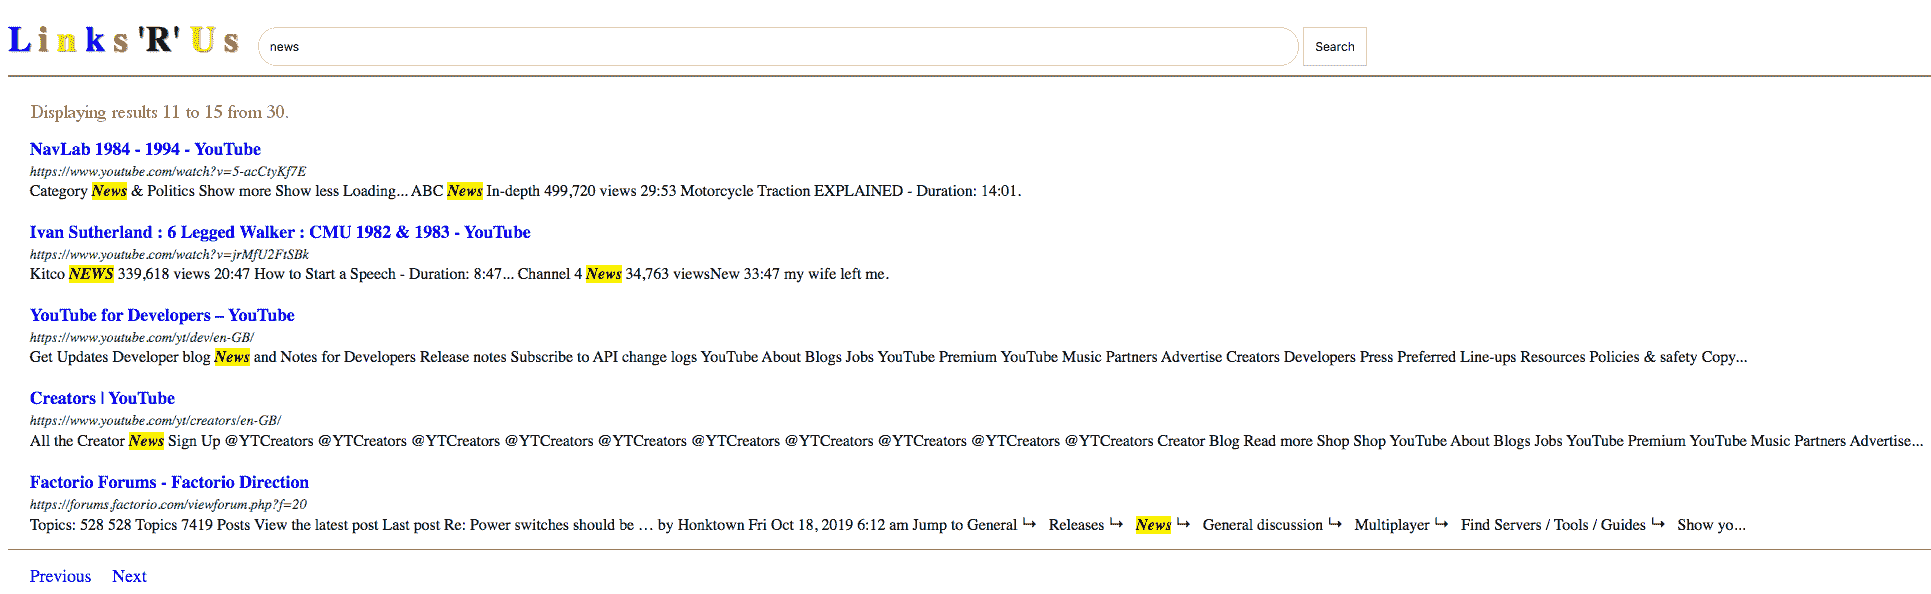 Links 'R' Us
news
Search
Displaying results 11 to 15 from 30.
NavLab 1984 - 1994 - YouTube
https://www.youtube.com/watch?v=5-acCtyKf7E
Category News & Politics Show more Show less Loading... ABC News In-depth 499,720 views 29:53 Motorcycle Traction EXPLAINED - Duration: 14:01.
Ivan Sutherland : 6 Legged Walker : CMU 1982 & 1983 - YouTube
https://www.youtube.com/watch?v=jrMfU2FtSBk
Kitco NEWS 339,618 views 20:47 How to Start a Speech - Duration: 8:47... Channel 4 News 34,763 viewsNew 33:47 my wife left me.
YouTube for Developers – YouTube
https://www.youtube.com/yt/dev/en-GB/
Get Updates Developer blog News and Notes for Developers Release notes Subscribe to API change logs YouTube About Blogs Jobs YouTube Premium YouTube Music Partners Advertise Creators Developers Press Preferred Line-ups Resources Policies & safety Copy...
Creators | YouTube
https://www.youtube.com/yt/creators/en-GB/
All the Creator News Sign Up @YTCreators @YTCreators @YTCreators @YTCreators @YTCreators @YTCreators @YTCreators @YTCreators @YTCreators @YTCreators Creator Blog Read more Shop Shop YouTube About Blogs Jobs YouTube Premium YouTube Music Partners Advertise...
Factorio Forums - Factorio Direction
https://forums.factorio.com/viewforum.php?f=20
Topics: 528 528 Topics 7419 Posts View the latest post Last post Re: Power switches should be … by Honktown Fri Oct 18, 2019 6:12 am Jump to General ↳ Releases ↳ News ↳ General discussion ↳ Multiplayer ↳ Find Servers / Tools / Guides ↳ Show yo...
Previous Next